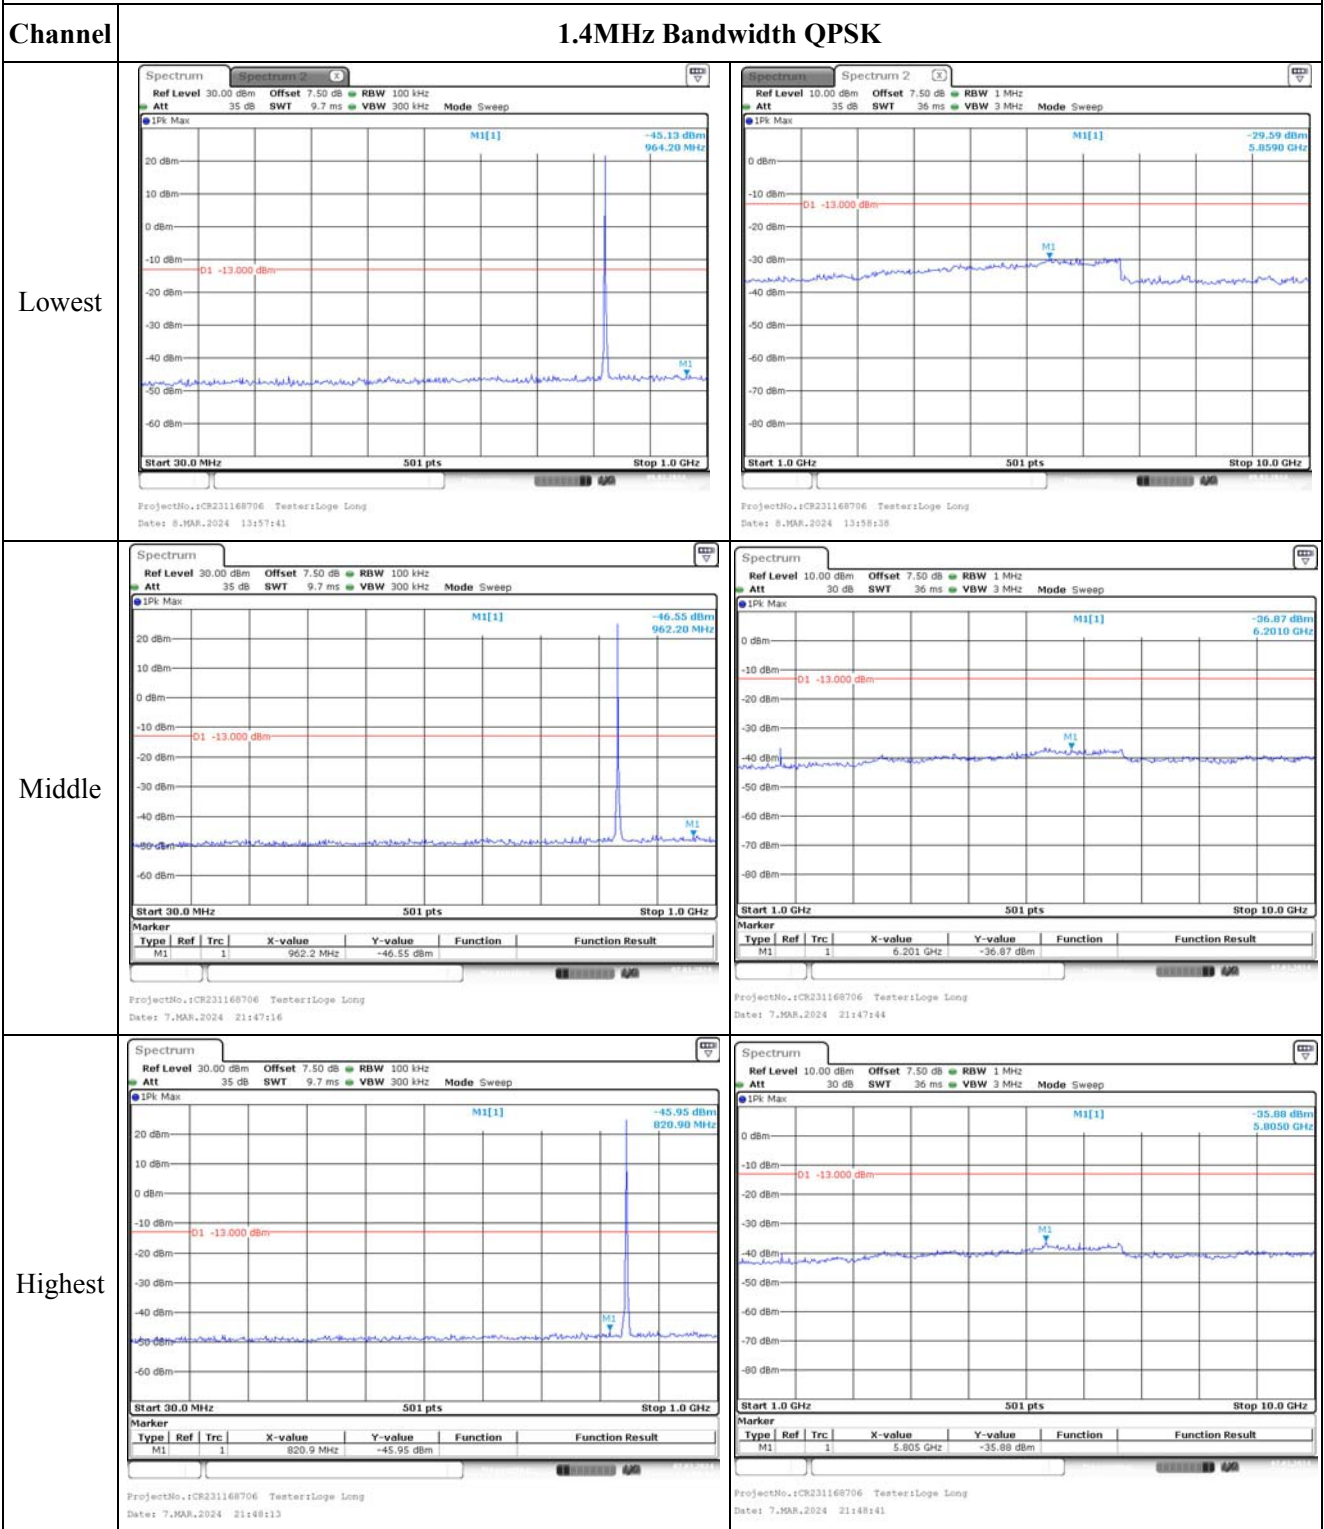 Channel 1.4MHz Bandwidth QPSK
Lowest
Spectrum Spectrum 2 X
Ref Level 30.00 dBm Offset 7.50 dB RBW 100 kHz
Att 35 dB SWT 9.7 ms VBW 300 kHz Mode Sweep
1Pk Max
M1[1] -45.13 dBm
964.20 MHz
20 dBm
10 dBm
0 dBm
-10 dBm
D1 -13.000 dBm
-20 dBm
-30 dBm
-40 dBm
M1
-50 dBm
-60 dBm
Start 30.0 MHz 501 pts Stop 1.0 GHz
ProjectNo.:CR231168706 Tester:Loge Long
Date: 8.MAR.2024 13:57:41
Spectrum Spectrum 2 X
Ref Level 10.00 dBm Offset 7.50 dB RBW 1 MHz
Att 35 dB SWT 36 ms VBW 3 MHz Mode Sweep
1Pk Max
M1[1] -29.59 dBm
5.8590 GHz
0 dBm
-10 dBm
D1 -13.000 dBm
-20 dBm
M1
-30 dBm
-40 dBm
-50 dBm
-60 dBm
-70 dBm
-80 dBm
Start 1.0 GHz 501 pts Stop 10.0 GHz
ProjectNo.:CR231168706 Tester:Loge Long
Date: 8.MAR.2024 13:58:38
Middle
Spectrum
Ref Level 30.00 dBm Offset 7.50 dB RBW 100 kHz
Att 35 dB SWT 9.7 ms VBW 300 kHz Mode Sweep
1Pk Max
M1[1] -46.55 dBm
962.20 MHz
20 dBm
10 dBm
0 dBm
-10 dBm
D1 -13.000 dBm
-20 dBm
-30 dBm
-40 dBm
M1
-50 dBm
-60 dBm
Start 30.0 MHz 501 pts Stop 1.0 GHz
Marker
Type Ref Trc X-value Y-value Function Function Result
M1 1 962.2 MHz -46.55 dBm
ProjectNo.:CR231168706 Tester:Loge Long
Date: 7.MAR.2024 21:47:16
Spectrum
Ref Level 10.00 dBm Offset 7.50 dB RBW 1 MHz
Att 30 dB SWT 36 ms VBW 3 MHz Mode Sweep
1Pk Max
M1[1] -36.87 dBm
6.2010 GHz
0 dBm
-10 dBm
D1 -13.000 dBm
-20 dBm
-30 dBm
M1
-40 dBm
-50 dBm
-60 dBm
-70 dBm
-80 dBm
Start 1.0 GHz 501 pts Stop 10.0 GHz
Marker
Type Ref Trc X-value Y-value Function Function Result
M1 1 6.201 GHz -36.87 dBm
ProjectNo.:CR231168706 Tester:Loge Long
Date: 7.MAR.2024 21:47:44
Highest
Spectrum
Ref Level 30.00 dBm Offset 7.50 dB RBW 100 kHz
Att 35 dB SWT 9.7 ms VBW 300 kHz Mode Sweep
1Pk Max
M1[1] -45.95 dBm
820.90 MHz
20 dBm
10 dBm
0 dBm
-10 dBm
D1 -13.000 dBm
-20 dBm
-30 dBm
-40 dBm
M1
-50 dBm
-60 dBm
Start 30.0 MHz 501 pts Stop 1.0 GHz
Marker
Type Ref Trc X-value Y-value Function Function Result
M1 1 820.9 MHz -45.95 dBm
ProjectNo.:CR231168706 Tester:Loge Long
Date: 7.MAR.2024 21:48:13
Spectrum
Ref Level 10.00 dBm Offset 7.50 dB RBW 1 MHz
Att 30 dB SWT 36 ms VBW 3 MHz Mode Sweep
1Pk Max
M1[1] -35.88 dBm
5.8050 GHz
0 dBm
-10 dBm
D1 -13.000 dBm
-20 dBm
-30 dBm
M1
-40 dBm
-50 dBm
-60 dBm
-70 dBm
-80 dBm
Start 1.0 GHz 501 pts Stop 10.0 GHz
Marker
Type Ref Trc X-value Y-value Function Function Result
M1 1 5.805 GHz -35.88 dBm
ProjectNo.:CR231168706 Tester:Loge Long
Date: 7.MAR.2024 21:48:41